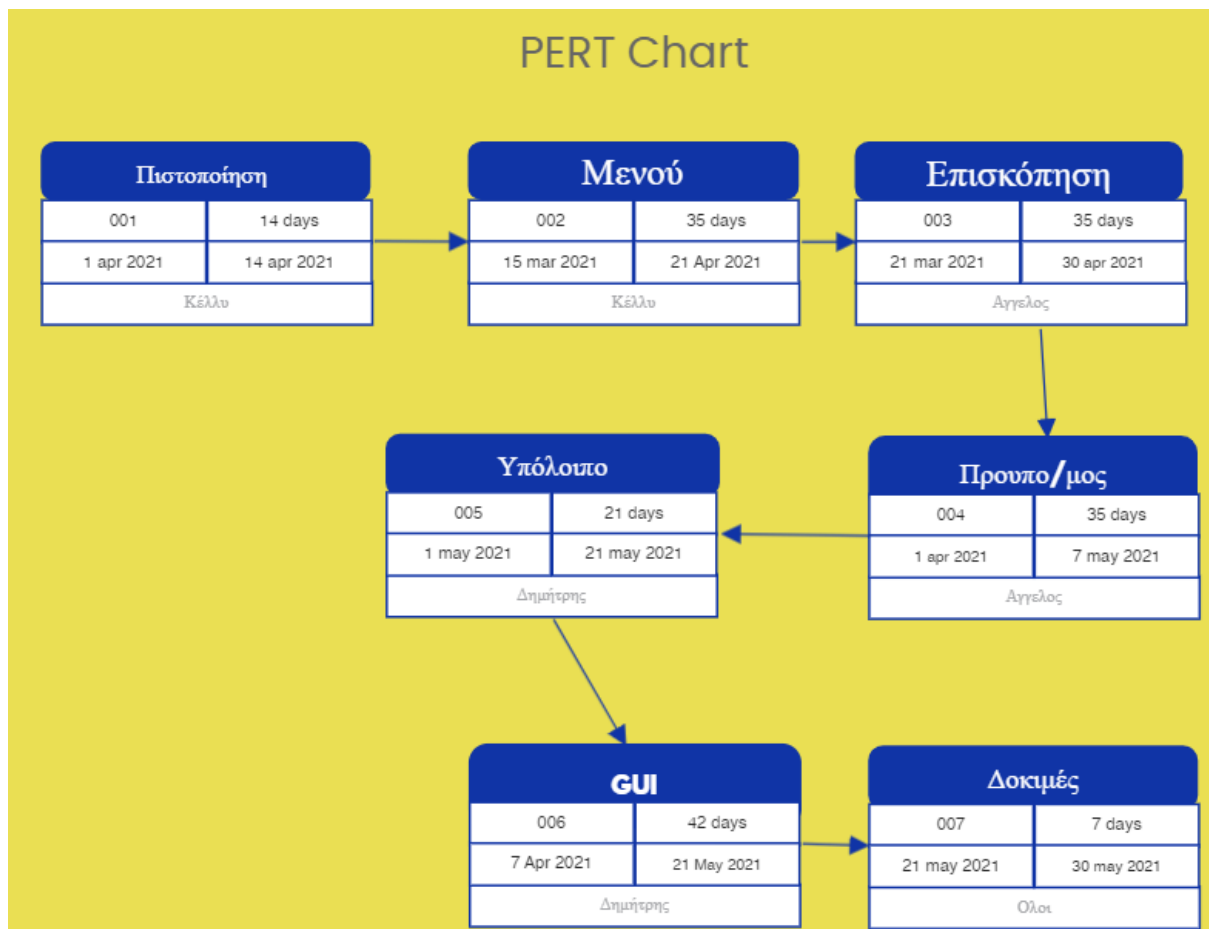 PERT Chart
Πιστοποίηση
001 14 days
1 apr 2021 14 apr 2021
Κέλλυ
Μενού
002 35 days
15 mar 2021 21 Apr 2021
Κέλλυ
Επισκόπηση
003 35 days
21 mar 2021 30 apr 2021
Αγγελος
Προυπο/μος
004 35 days
1 apr 2021 7 may 2021
Αγγελος
Υπόλοιπο
005 21 days
1 may 2021 21 may 2021
Δημήτρης
GUI
006 42 days
7 Apr 2021 21 May 2021
Δημήτρης
Δοκιμές
007 7 days
21 may 2021 30 may 2021
Ολοι